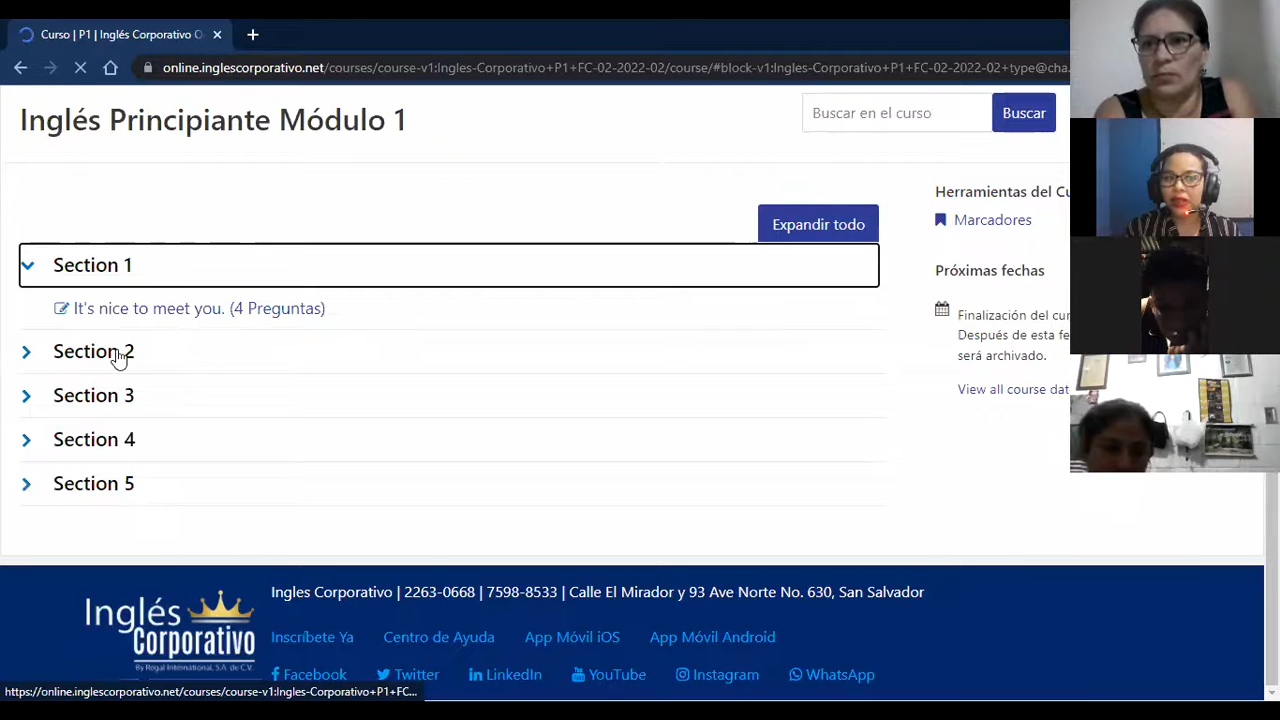 Curso | P1 | Inglés Corporativo O
online.inglescorporativo.net/courses/course-v1:Ingles-Corporativo+P1+FC-02-2022-02/course/#block-v1:Ingles-Corporativo+P1+FC-02-2022-02+type@cha...
Inglés Principiante Módulo 1
Buscar en el curso
Buscar
Herramientas del Cu
Marcadores
Expandir todo
Section 1
It's nice to meet you. (4 Preguntas)
Section 2
Section 3
Section 4
Section 5
Próximas fechas
Finalización del cur
Después de esta fe
será archivado.
View all course dat
Inglés
Corporativo
By Regal International, S.A. de C.V.
Ingles Corporativo | 2263-0668 | 7598-8533 | Calle El Mirador y 93 Ave Norte No. 630, San Salvador
Inscríbete Ya
Centro de Ayuda
App Móvil iOS
App Móvil Android
Facebook
Twitter
LinkedIn
YouTube
Instagram
WhatsApp
https://online.inglescorporativo.net/courses/course-v1:Ingles-Corporativo+P1+FC...